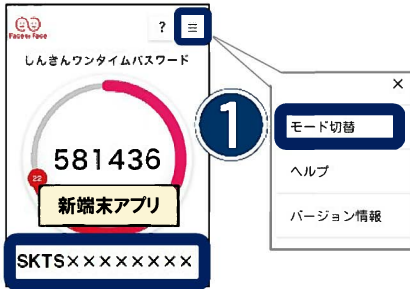 Face to Face
? ≡
しんきんワンタイムパスワード
581436
22
新端末アプリ
SKTS××××××××
1
×
モード切替
ヘルプ
バージョン情報